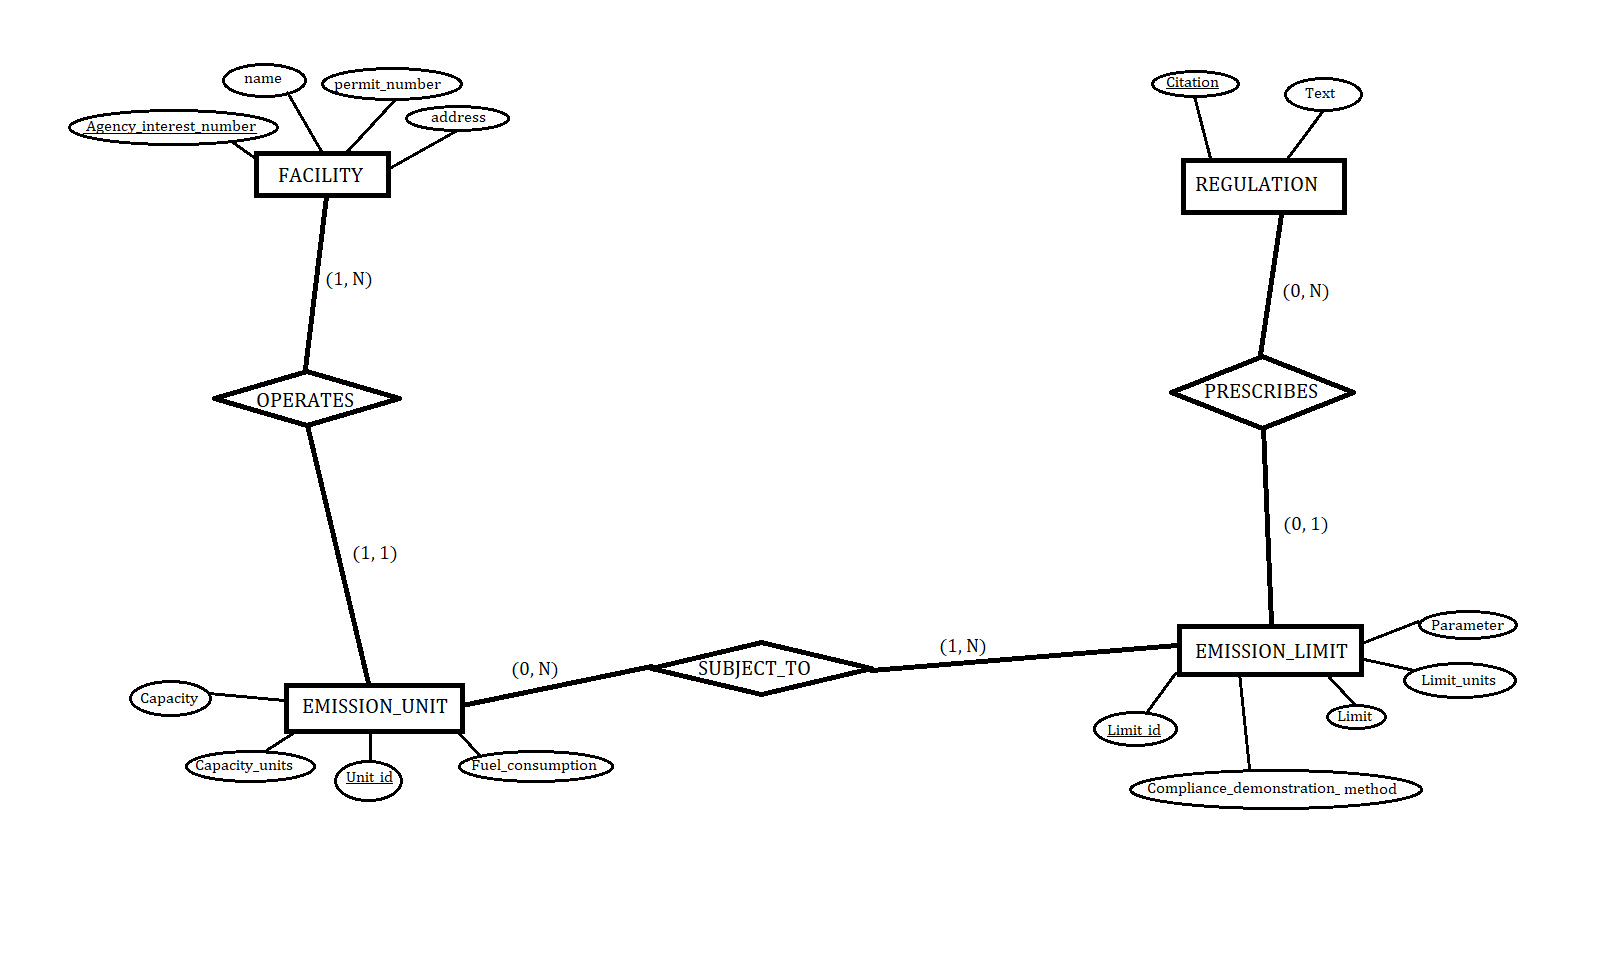 name
permit_number
Agency_interest_number
address
FACILITY
Citation
Text
REGULATION
(1, N)
(0, N)
OPERATES
PRESCRIBES
(1, 1)
(0, 1)
(0, N)
SUBJECT_TO
(1, N)
EMISSION_LIMIT
Parameter
Limit_units
Limit
Limit_id
Compliance_demonstration_ method
Capacity
EMISSION_UNIT
Capacity_units
Unit_id
Fuel_consumption